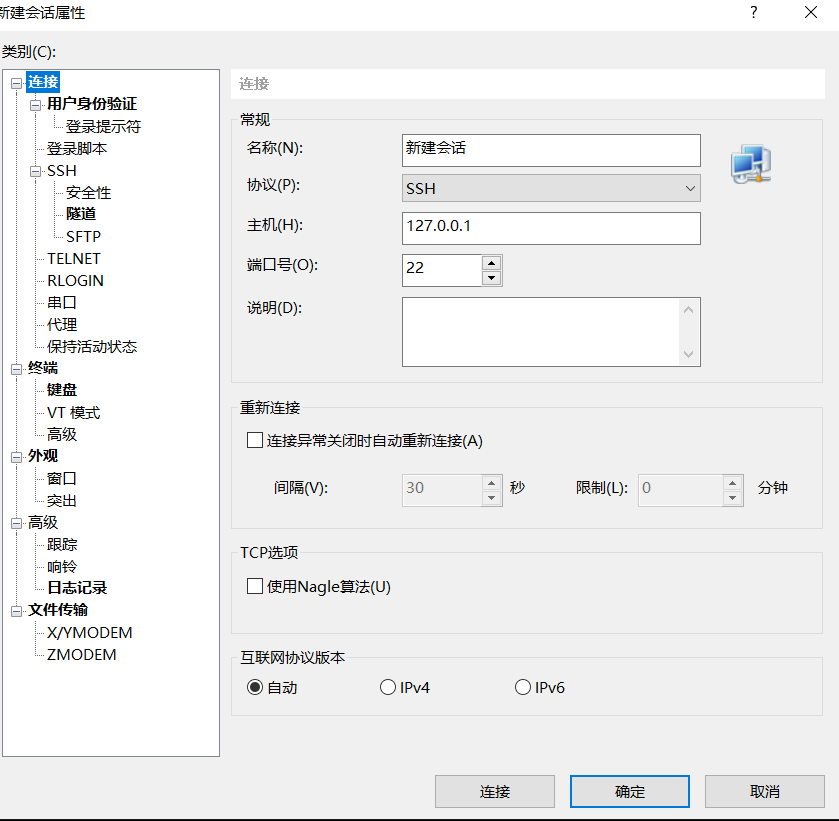 新建会话属性
?
类别(C):
连接
用户身份验证
登录提示符
登录脚本
SSH
安全性
隧道
SFTP
TELNET
RLOGIN
串口
代理
保持活动状态
终端
键盘
VT 模式
高级
外观
窗口
突出
高级
跟踪
响铃
日志记录
文件传输
X/YMODEM
ZMODEM
连接
常规
名称(N): 新建会话
协议(P): SSH
主机(H): 127.0.0.1
端口号(O): 22
说明(D):
重新连接
连接异常关闭时自动重新连接(A)
间隔(V): 30 秒 限制(L): 0 分钟
TCP选项
使用Nagle算法(U)
互联网协议版本
自动 IPv4 IPv6
连接 确定 取消